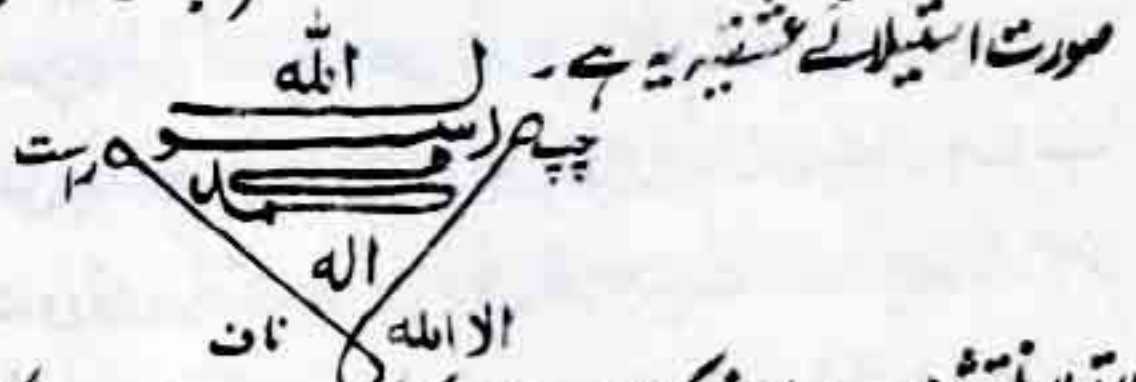 صورت استیلائے عشقیہ یہ ہے۔
الله
رسول
چپ
راست
محمد
اله
الا الله
ناف